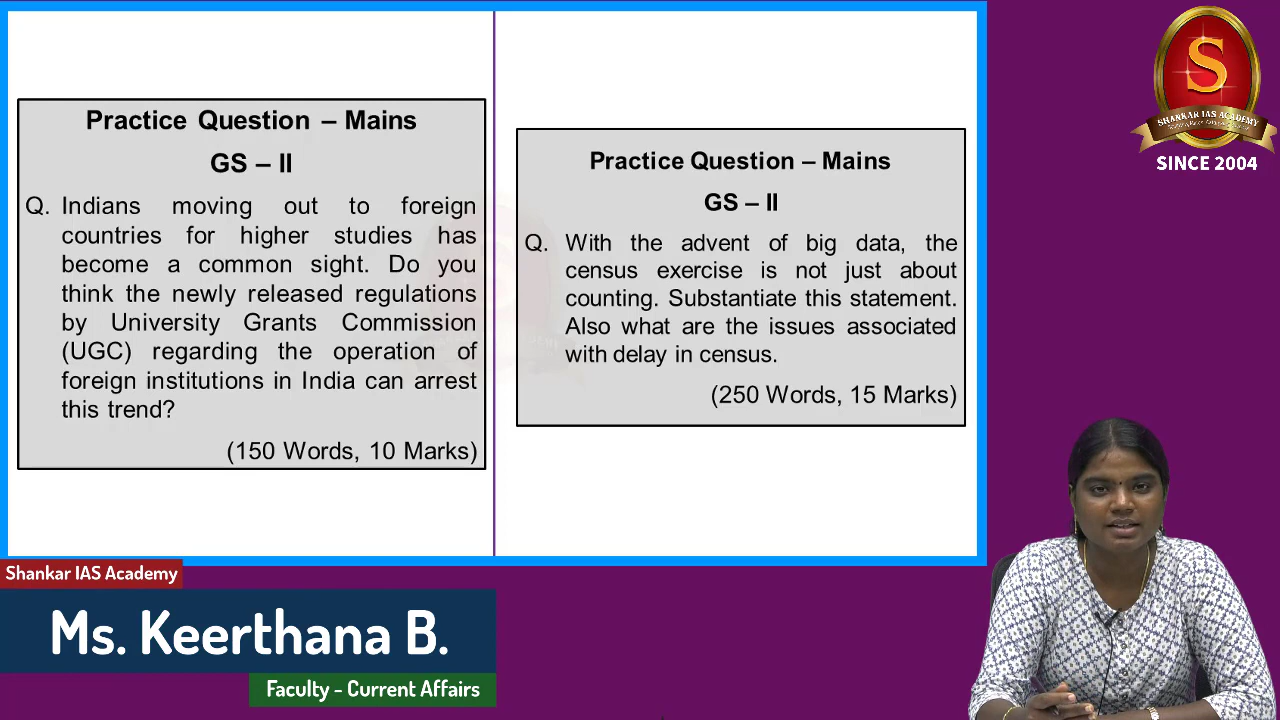 Practice Question – Mains
GS – II
Q. Indians moving out to foreign
countries for higher studies has
become a common sight. Do you
think the newly released regulations
by University Grants Commission
(UGC) regarding the operation of
foreign institutions in India can arrest
this trend?
(150 Words, 10 Marks)
Practice Question – Mains
GS – II
Q. With the advent of big data, the
census exercise is not just about
counting. Substantiate this statement.
Also what are the issues associated
with delay in census.
(250 Words, 15 Marks)
S
SHANKAR IAS ACADEMY
SINCE 2004
Shankar IAS Academy
Ms. Keerthana B.
Faculty - Current Affairs